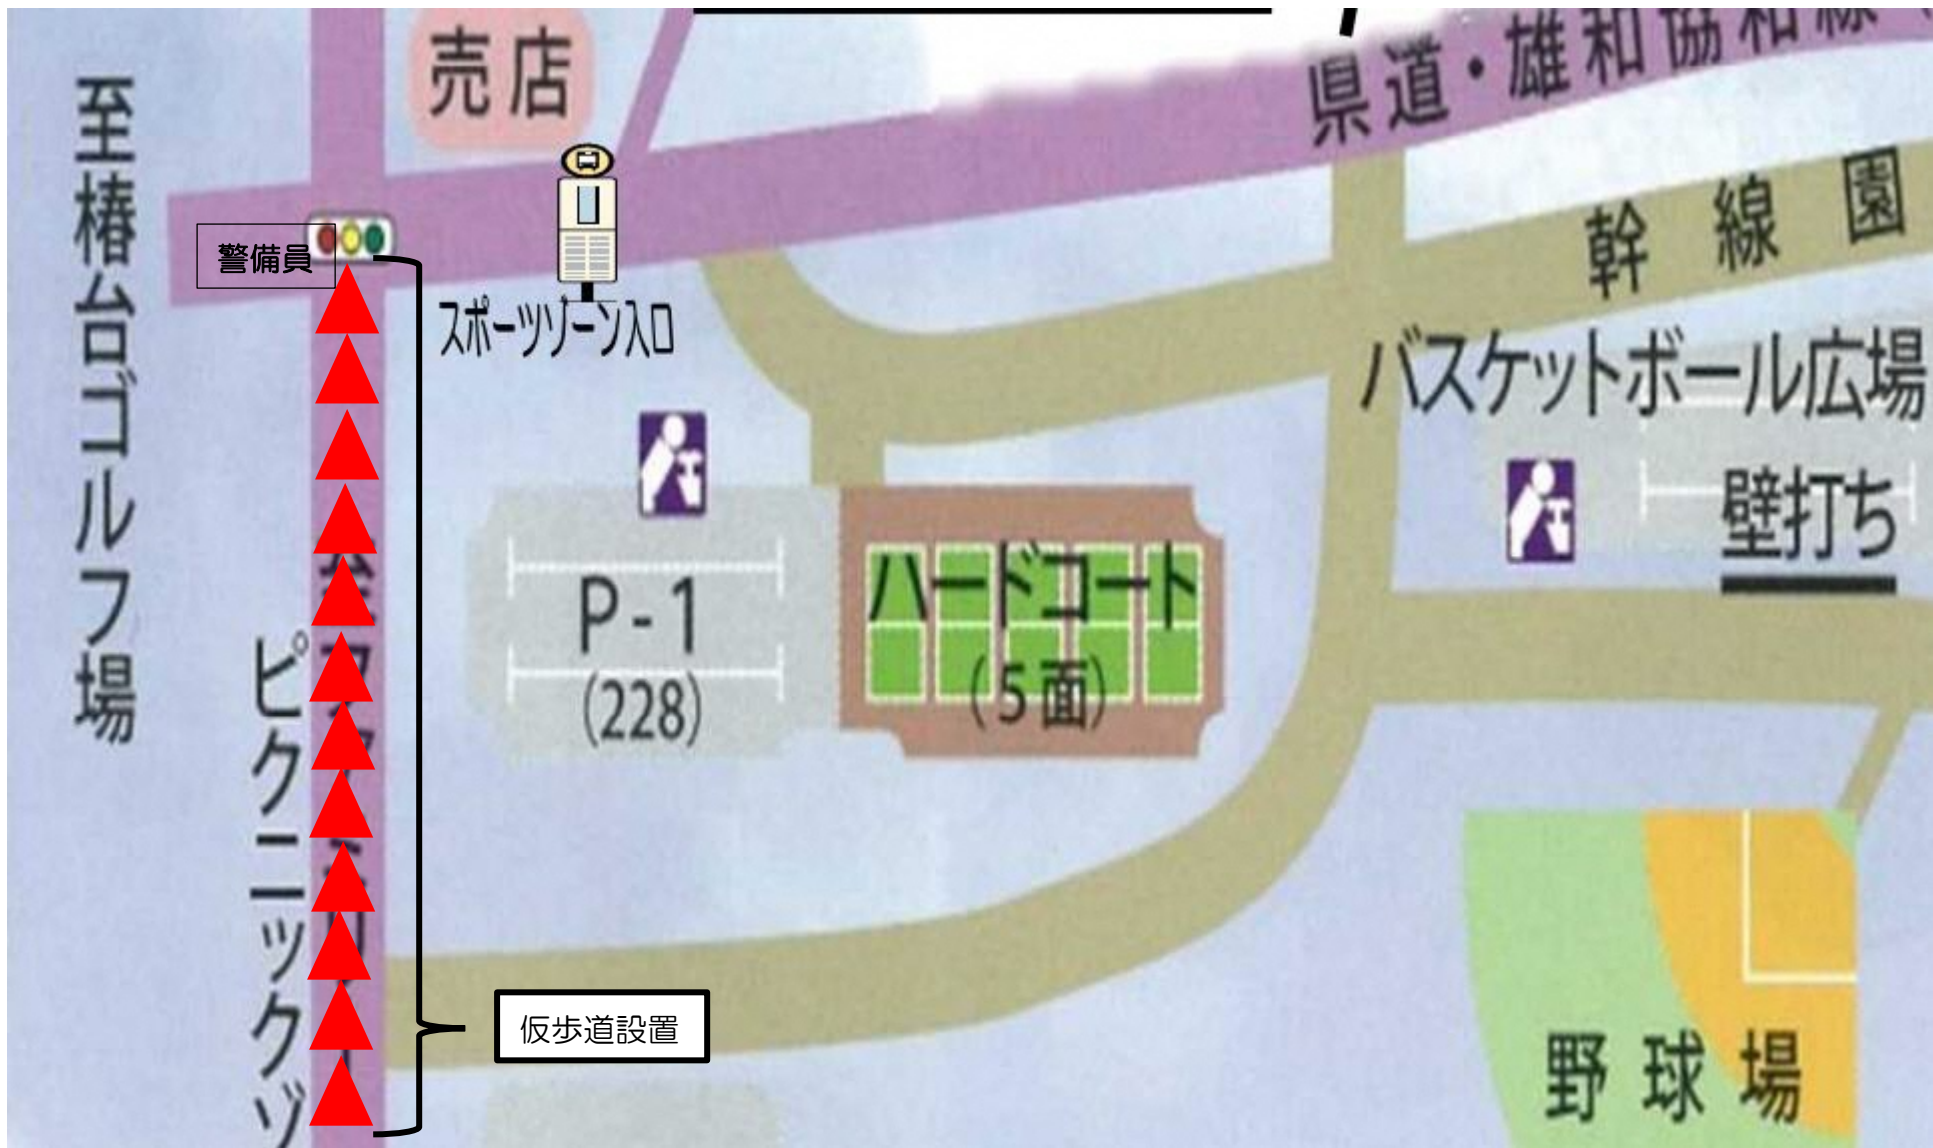 売店
県道・雄和協和線
至椿台ゴルフ場
警備員
スポーツゾーン入口
幹線園
バスケットボール広場
壁打ち
P-1
(228)
ハードコート
(5面)
ピクニックゾ
仮歩道設置
野球場